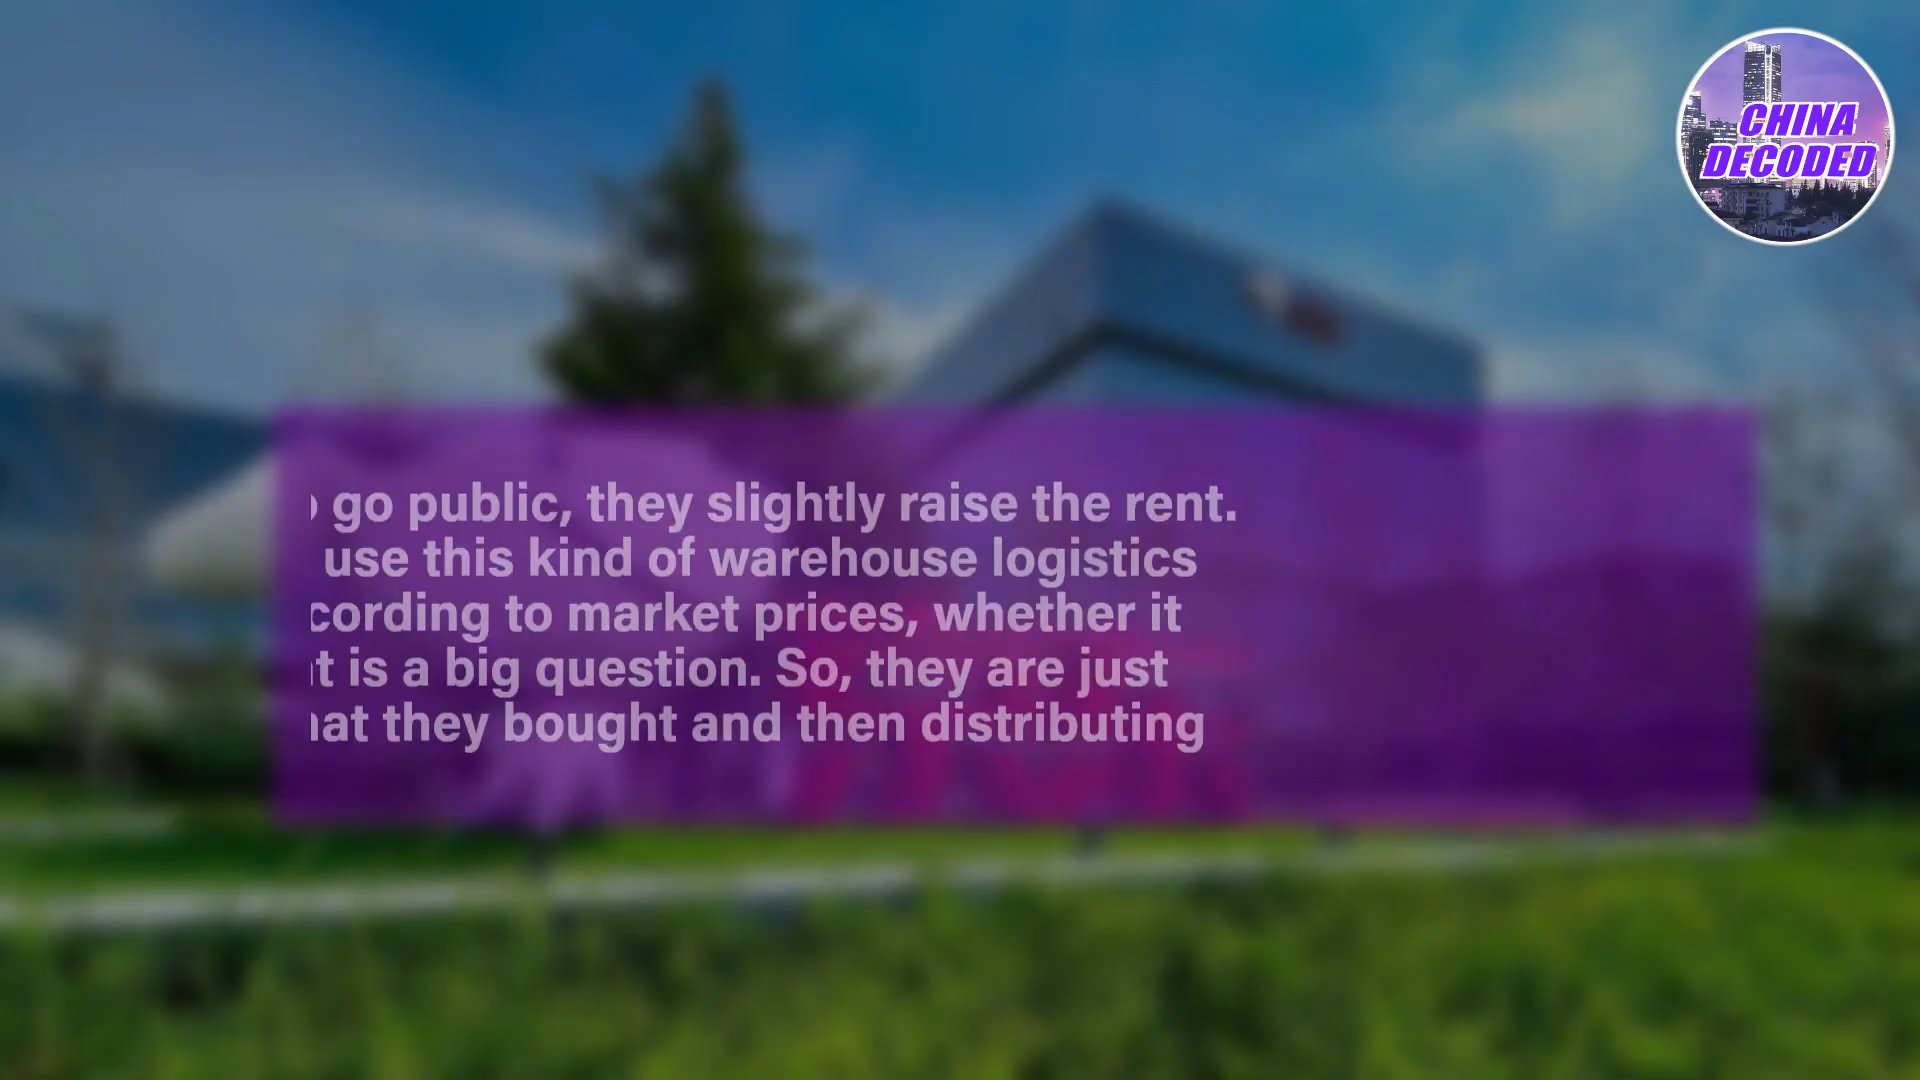 CHINA
DECODED
go public, they slightly raise the rent.
use this kind of warehouse logistics
cording to market prices, whether it
t is a big question. So, they are just
at they bought and then distributing